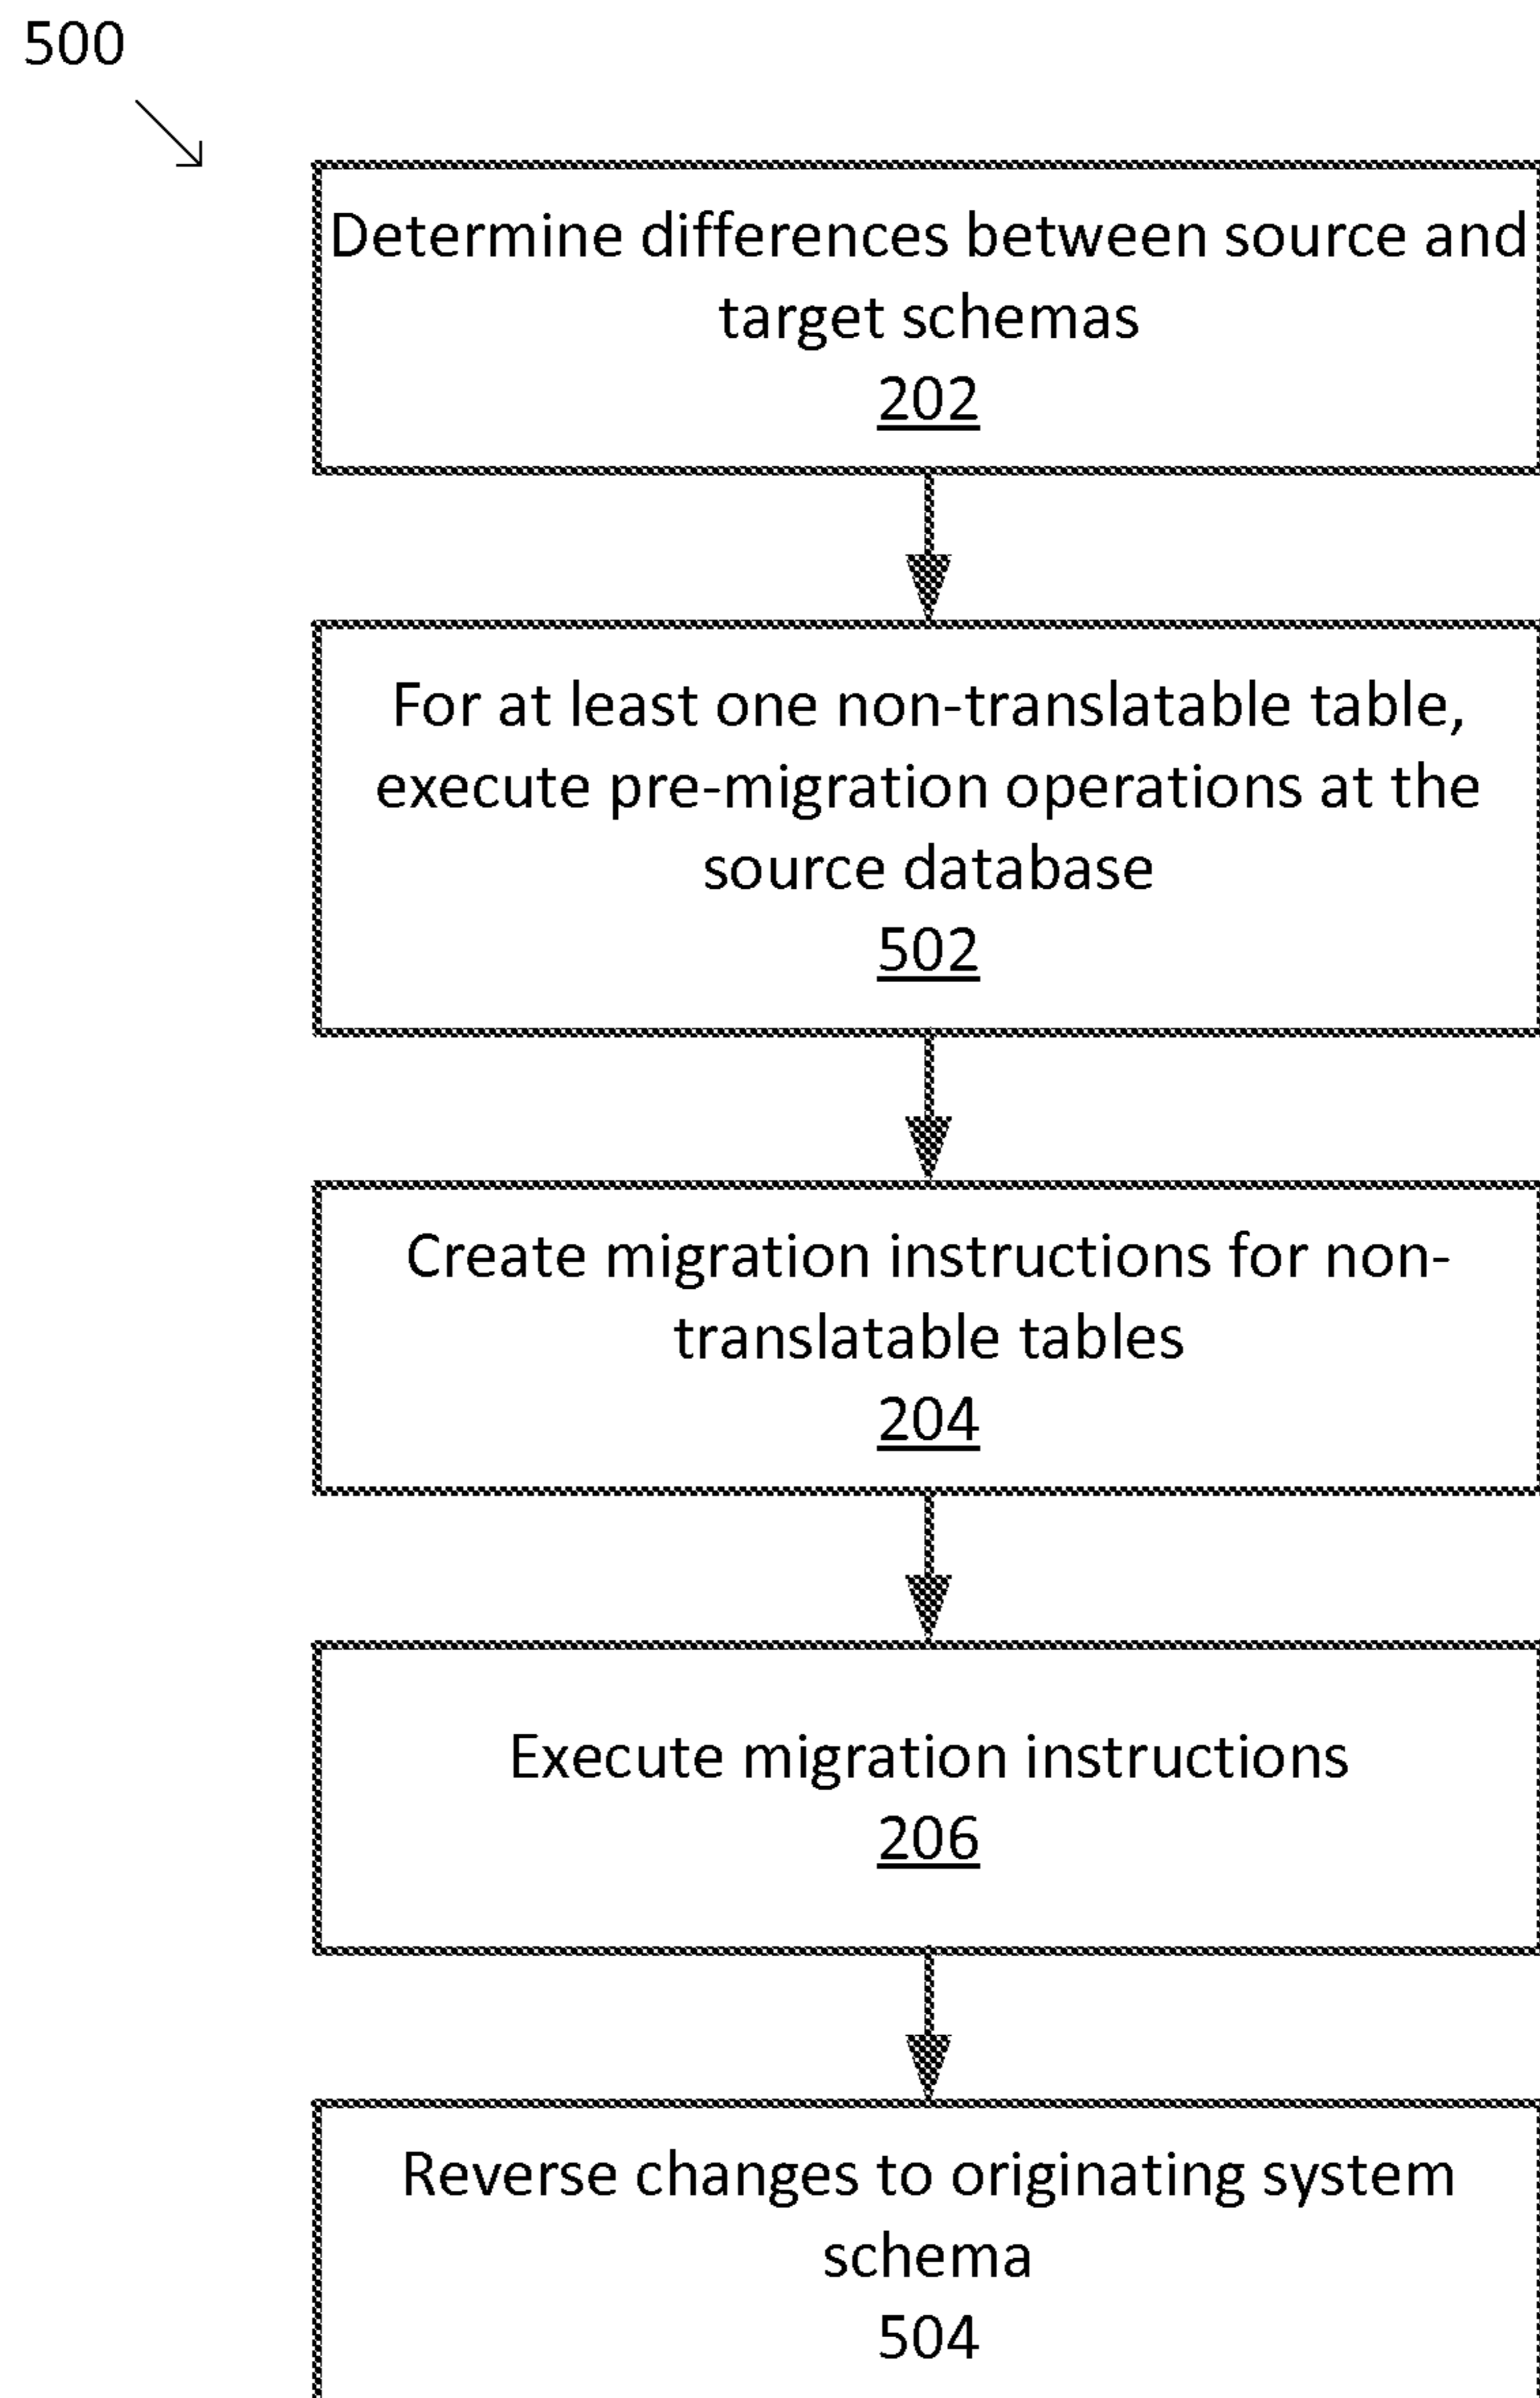 500
Determine differences between source and
target schemas
202
For at least one non-translatable table,
execute pre-migration operations at the
source database
502
Create migration instructions for non-
translatable tables
204
Execute migration instructions
206
Reverse changes to originating system
schema
504